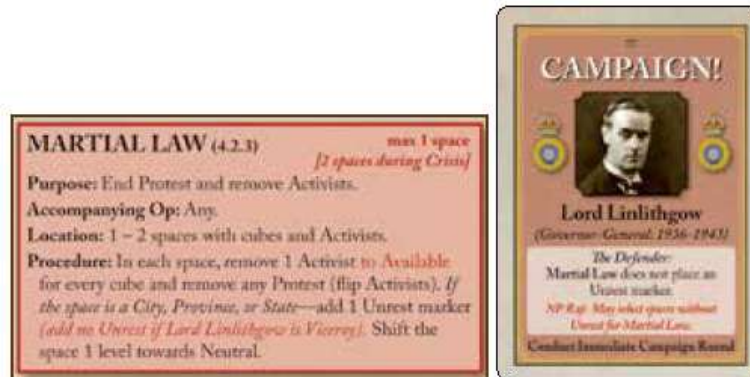 MARTIAL LAW (4.2.3)
max 1 space
[2 spaces during Crisis]
Purpose: End Protest and remove Activists.
Accompanying Op: Any.
Location: 1 – 2 spaces with cubes and Activists.
Procedure: In each space, remove 1 Activist to Available
for every cube and remove any Protest (flip Activists). If
the space is a City, Province, or State—add 1 Unrest marker
(add no Unrest if Lord Linlithgow is Viceroy). Shift the
space 1 level towards Neutral.
CAMPAIGN!
Lord Linlithgow
(Governor-General: 1936-1943)
The Defender:
Martial Law does not place an
Unrest marker.
NP Raj: May select spaces without
Unrest for Martial Law.
Conduct Immediate Campaign Round